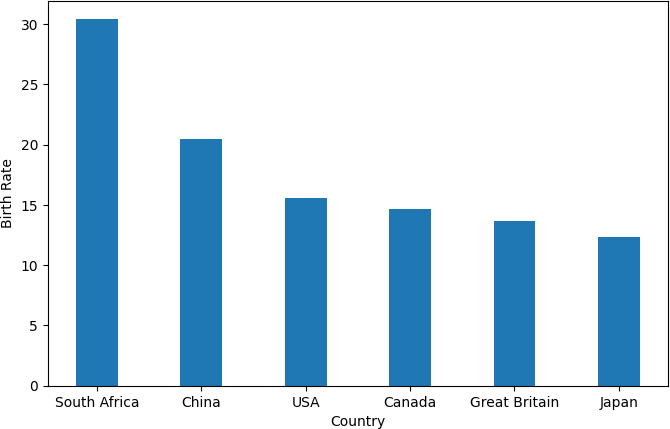 30
25
20
15
10
5
0
Birth Rate
South Africa
China
USA
Canada
Great Britain
Japan
Country